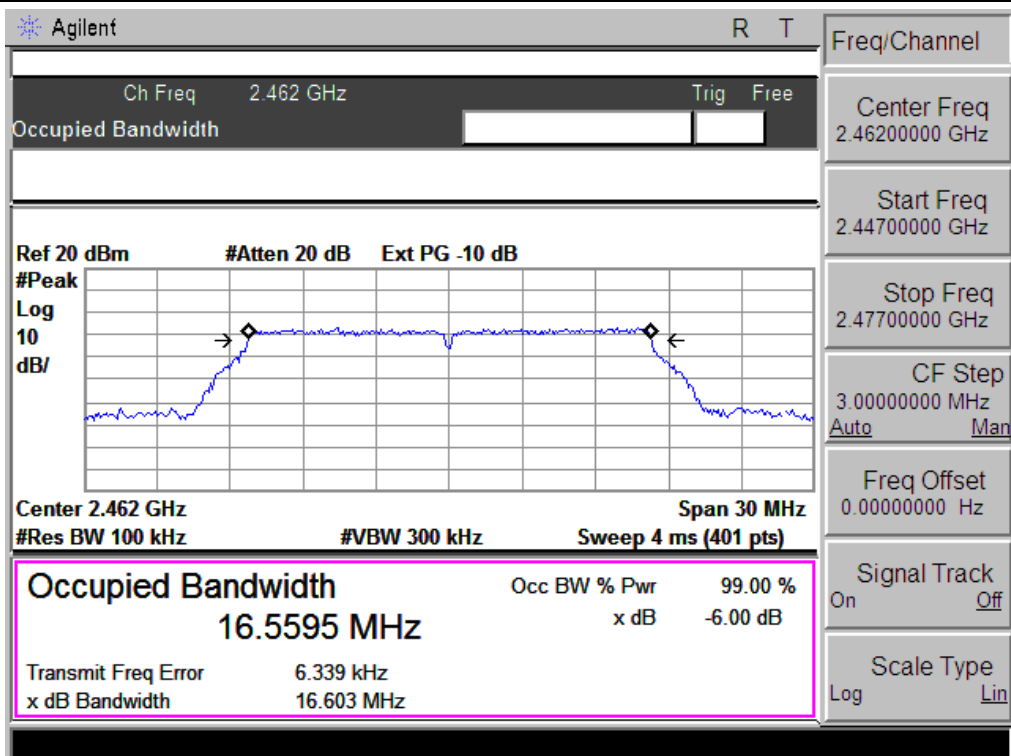 Agilent R T
Ch Freq 2.462 GHz Trig Free
Occupied Bandwidth
Ref 20 dBm #Atten 20 dB Ext PG -10 dB
#Peak
Log
10
dB/
Center 2.462 GHz Span 30 MHz
#Res BW 100 kHz #VBW 300 kHz Sweep 4 ms (401 pts)
Occupied Bandwidth
16.5595 MHz
Occ BW % Pwr 99.00 %
x dB -6.00 dB
Transmit Freq Error 6.339 kHz
x dB Bandwidth 16.603 MHz
Freq/Channel
Center Freq
2.46200000 GHz
Start Freq
2.44700000 GHz
Stop Freq
2.47700000 GHz
CF Step
3.00000000 MHz
Auto Man
Freq Offset
0.00000000 Hz
Signal Track
On Off
Scale Type
Log Lin